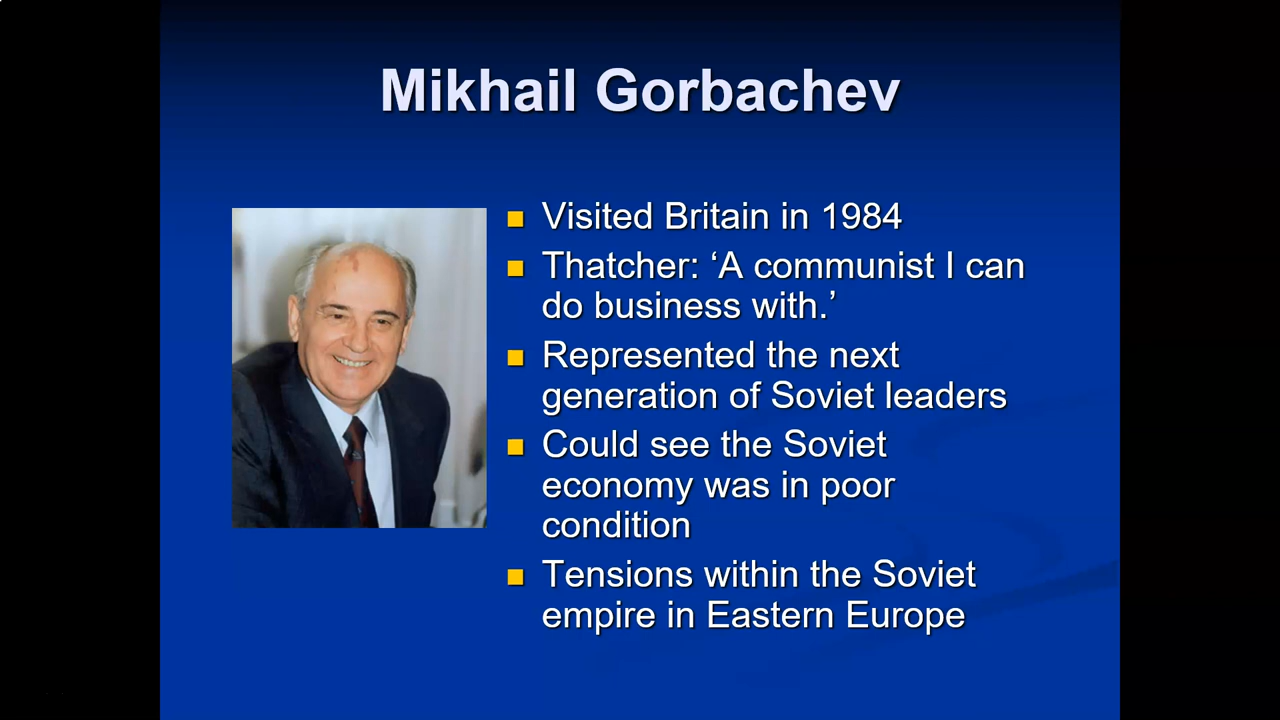 Mikhail Gorbachev
Visited Britain in 1984
Thatcher: ‘A communist I can
do business with.’
Represented the next
generation of Soviet leaders
Could see the Soviet
economy was in poor
condition
Tensions within the Soviet
empire in Eastern Europe